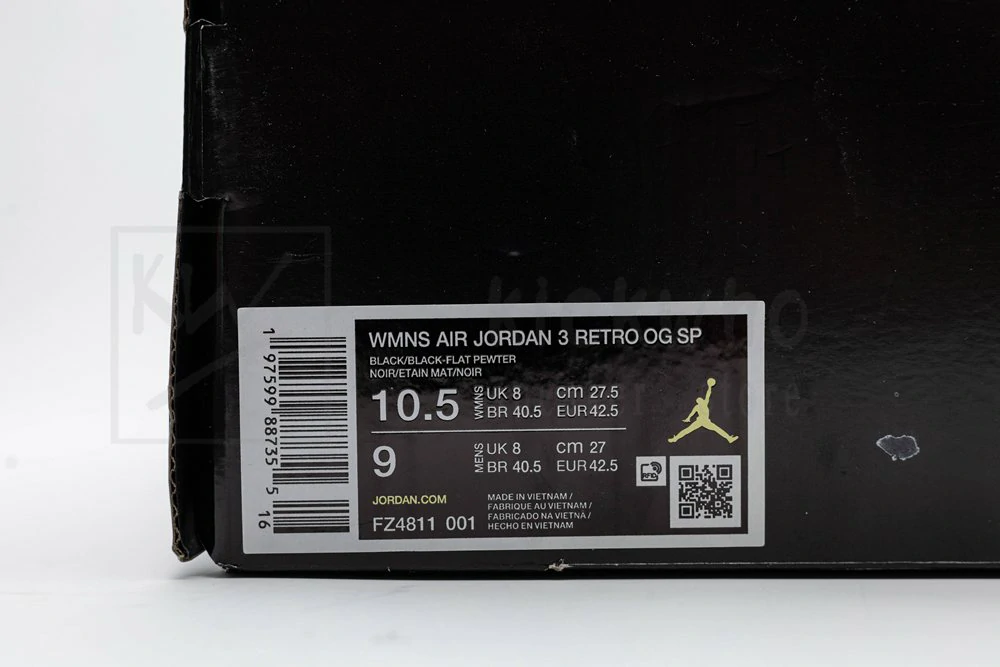 KW
kickwho
WMNS AIR JORDAN 3 RETRO OG SP
BLACK/BLACK-FLAT PEWTER
NOIR/ETAIN MAT/NOIR
10.5 WMNS UK 8 cm 27.5
BR 40.5 EUR 42.5
9 MENS UK 8 cm 27
BR 40.5 EUR 42.5
RFID
JORDAN.COM
FZ4811 001
MADE IN VIETNAM /
FABRIQUE AU VIETNAM /
FABRICADO NA VIETNÃ /
HECHO EN VIETNAM
1 97599 88735 5 16